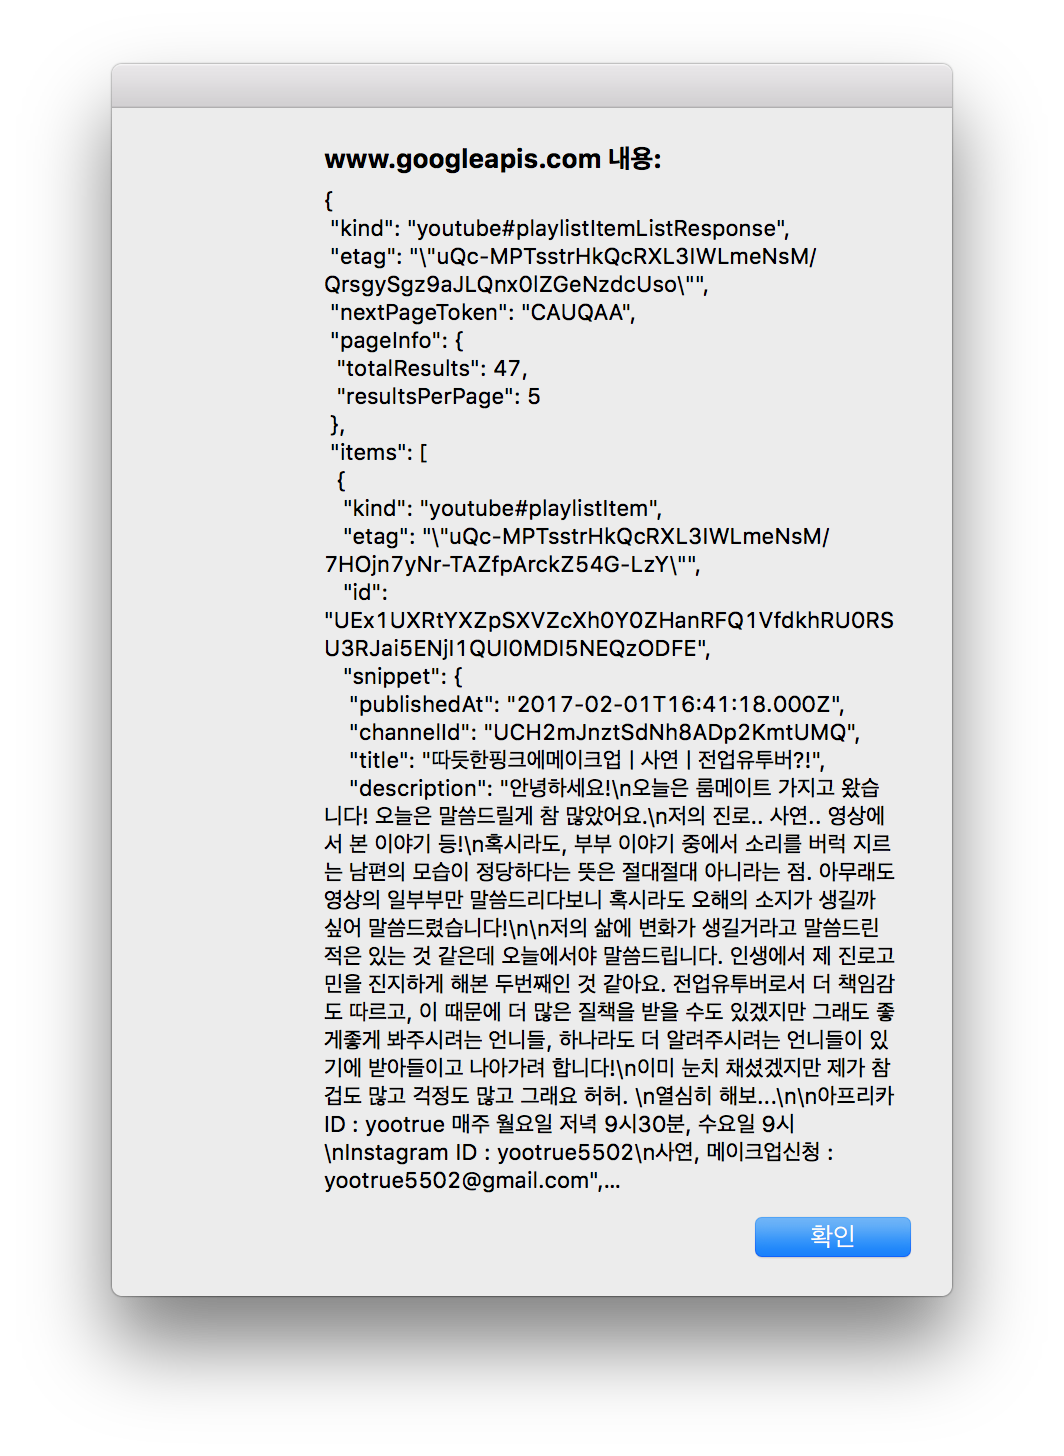 www.googleapis.com 내용:
{
"kind": "youtube#playlistItemListResponse",
"etag": "\"uQc-MPTsstrHkQcRXL3IWLmeNsM/
QrsgySgz9aJLQnx0lZGeNzdcUso\"",
"nextPageToken": "CAUQAA",
"pageInfo": {
"totalResults": 47,
"resultsPerPage": 5
},
"items": [
{
"kind": "youtube#playlistItem",
"etag": "\"uQc-MPTsstrHkQcRXL3IWLmeNsM/
7HOjn7yNr-TAZfpArckZ54G-LzY\"",
"id":
"UEx1UXRtYXZpSXVZcXh0Y0ZHanRFQ1VfdkhRU0RS
U3RJai5ENjI1QUI0MDI5NEQzODFE",
"snippet": {
"publishedAt": "2017-02-01T16:41:18.000Z",
"channelId": "UCH2mJnztSdNh8ADp2KmtUMQ",
"title": "따듯한핑크에메이크업 | 사연 | 전업유투버?!",
"description": "안녕하세요!\n오늘은 룸메이트 가지고 왔습
니다! 오늘은 말씀드릴게 참 많았어요.\n저의 진로.. 사연.. 영상에
서 본 이야기 등!\n혹시라도, 부부 이야기 중에서 소리를 버럭 지르
는 남편의 모습이 정당하다는 뜻은 절대절대 아니라는 점. 아무래도
영상의 일부부만 말씀드리다보니 혹시라도 오해의 소지가 생길까
싶어 말씀드렸습니다!\n\n저의 삶에 변화가 생길거라고 말씀드린
적은 있는 것 같은데 오늘에서야 말씀드립니다. 인생에서 제 진로고
민을 진지하게 해본 두번째인 것 같아요. 전업유투버로서 더 책임감
도 따르고, 이 때문에 더 많은 질책을 받을 수도 있겠지만 그래도 좋
게좋게 봐주시려는 언니들, 하나라도 더 알려주시려는 언니들이 있
기에 받아들이고 나아가려 합니다!\n이미 눈치 채셨겠지만 제가 참
겁도 많고 걱정도 많고 그래요 허허. \n열심히 해보...\n\n아프리카
ID : yootrue 매주 월요일 저녁 9시30분, 수요일 9시
\nInstagram ID : yootrue5502\n사연, 메이크업신청 :
yootrue5502@gmail.com",...
확인